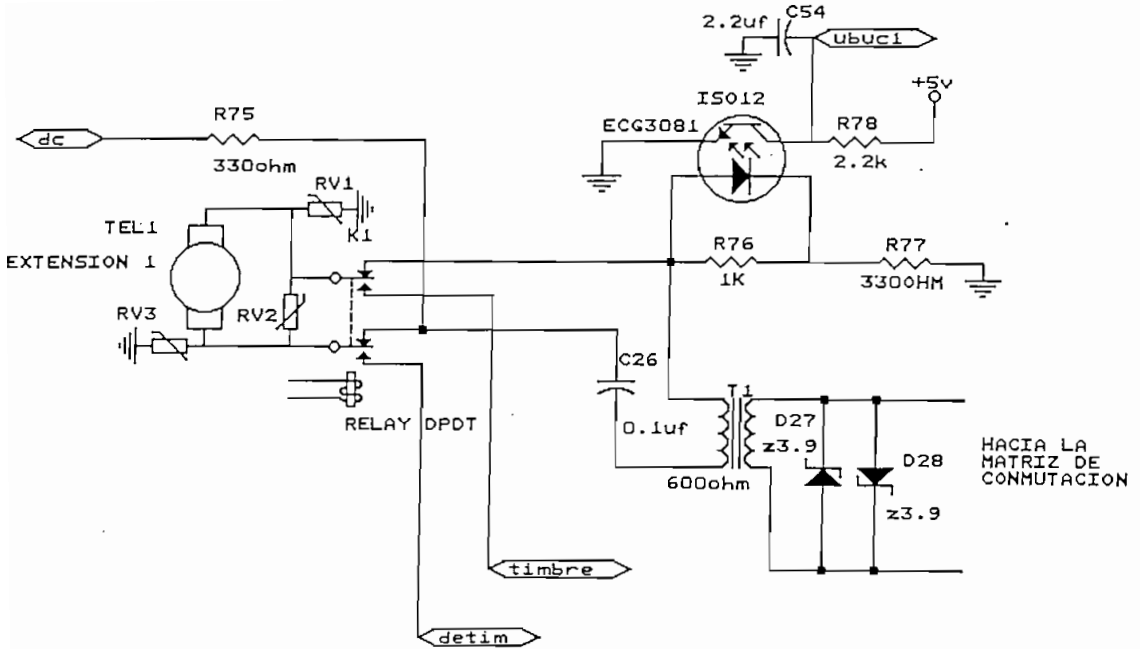 C54
2.2uf
ubuc1
+5v
ISO12
R75
ECG3081
R78
dc
2.2k
330ohm
RV1
TEL1
K1
EXTENSION 1
R76
R77
1K
330OHM
RV3
RV2
C26
T1
RELAY DPDT
0.1uf
D27
z3.9
HACIA LA
MATRIZ DE
CONMUTACION
D28
600ohm
z3.9
timbre
detim